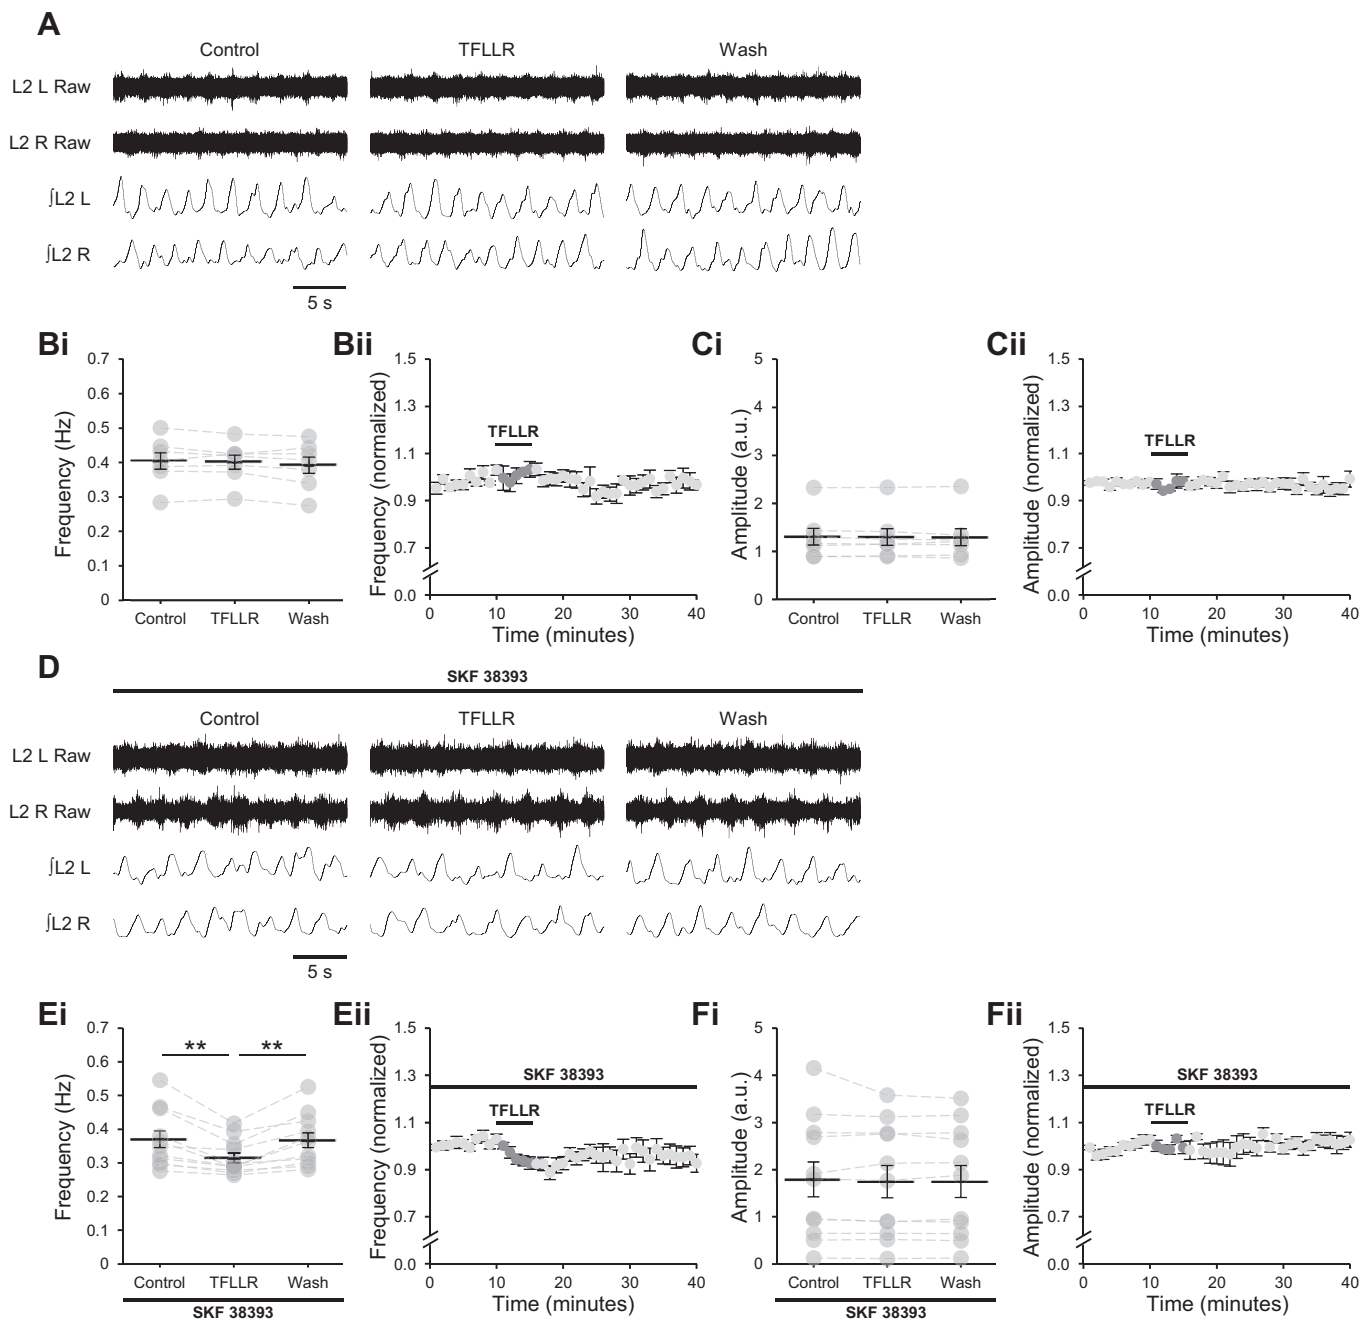 A
Control TFLLR Wash
L2 L Raw
L2 R Raw
∫L2 L
∫L2 R
5 s
Bi Bii Ci Cii
Frequency (Hz)
0.7
0.6
0.5
0.4
0.3
0.2
0.1
0
Control TFLLR Wash
Frequency (normalized)
1.5
1.3
1.1
0.9
0.7
0.0
TFLLR
0 10 20 30 40
Time (minutes)
Amplitude (a.u.)
5
4
3
2
1
0
Control TFLLR Wash
Amplitude (normalized)
1.5
1.3
1.1
0.9
0.7
0.0
TFLLR
0 10 20 30 40
Time (minutes)
D
SKF 38393
Control TFLLR Wash
L2 L Raw
L2 R Raw
∫L2 L
∫L2 R
5 s
Ei Eii Fi Fii
Frequency (Hz)
0.7
0.6
0.5
0.4
0.3
0.2
0.1
0
** **
Control TFLLR Wash
SKF 38393
Frequency (normalized)
1.5
1.3
1.1
0.9
0.7
0.0
SKF 38393
TFLLR
0 10 20 30 40
Time (minutes)
Amplitude (a.u.)
5
4
3
2
1
0
Control TFLLR Wash
SKF 38393
Amplitude (normalized)
1.5
1.3
1.1
0.9
0.7
0.0
SKF 38393
TFLLR
0 10 20 30 40
Time (minutes)